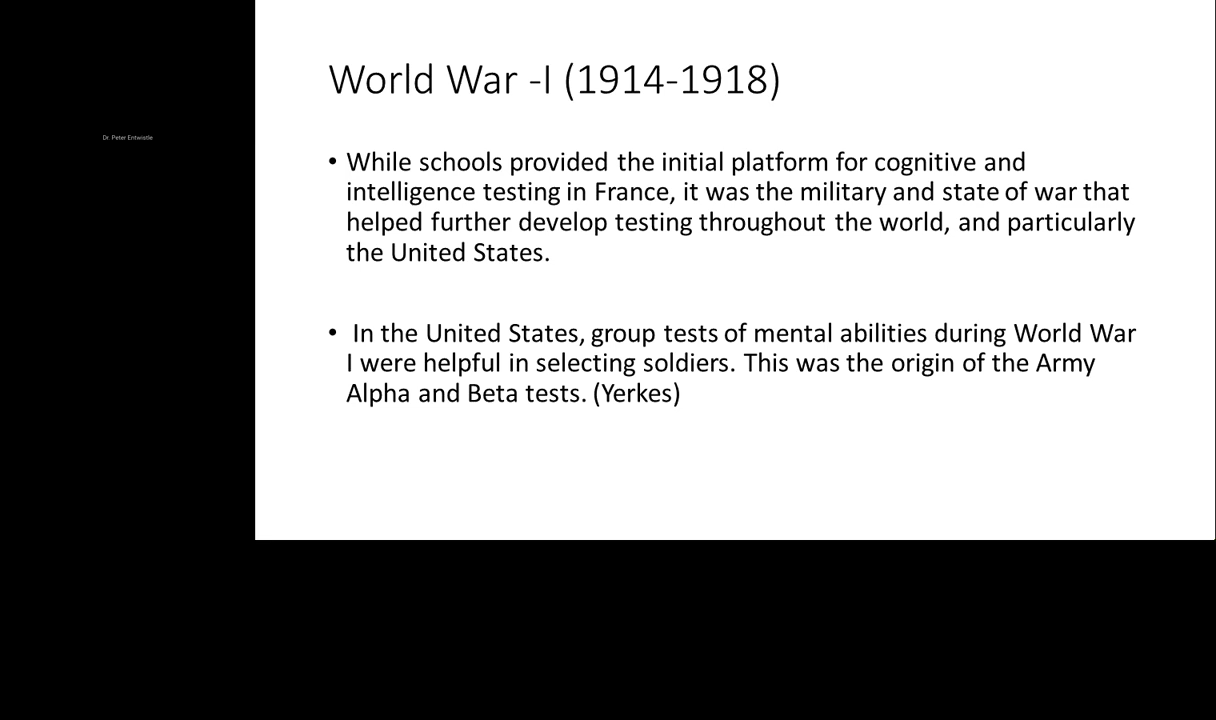 World War -I (1914-1918)
Dr. Peter Entwistle
• While schools provided the initial platform for cognitive and
intelligence testing in France, it was the military and state of war that
helped further develop testing throughout the world, and particularly
the United States.
• In the United States, group tests of mental abilities during World War
I were helpful in selecting soldiers. This was the origin of the Army
Alpha and Beta tests. (Yerkes)